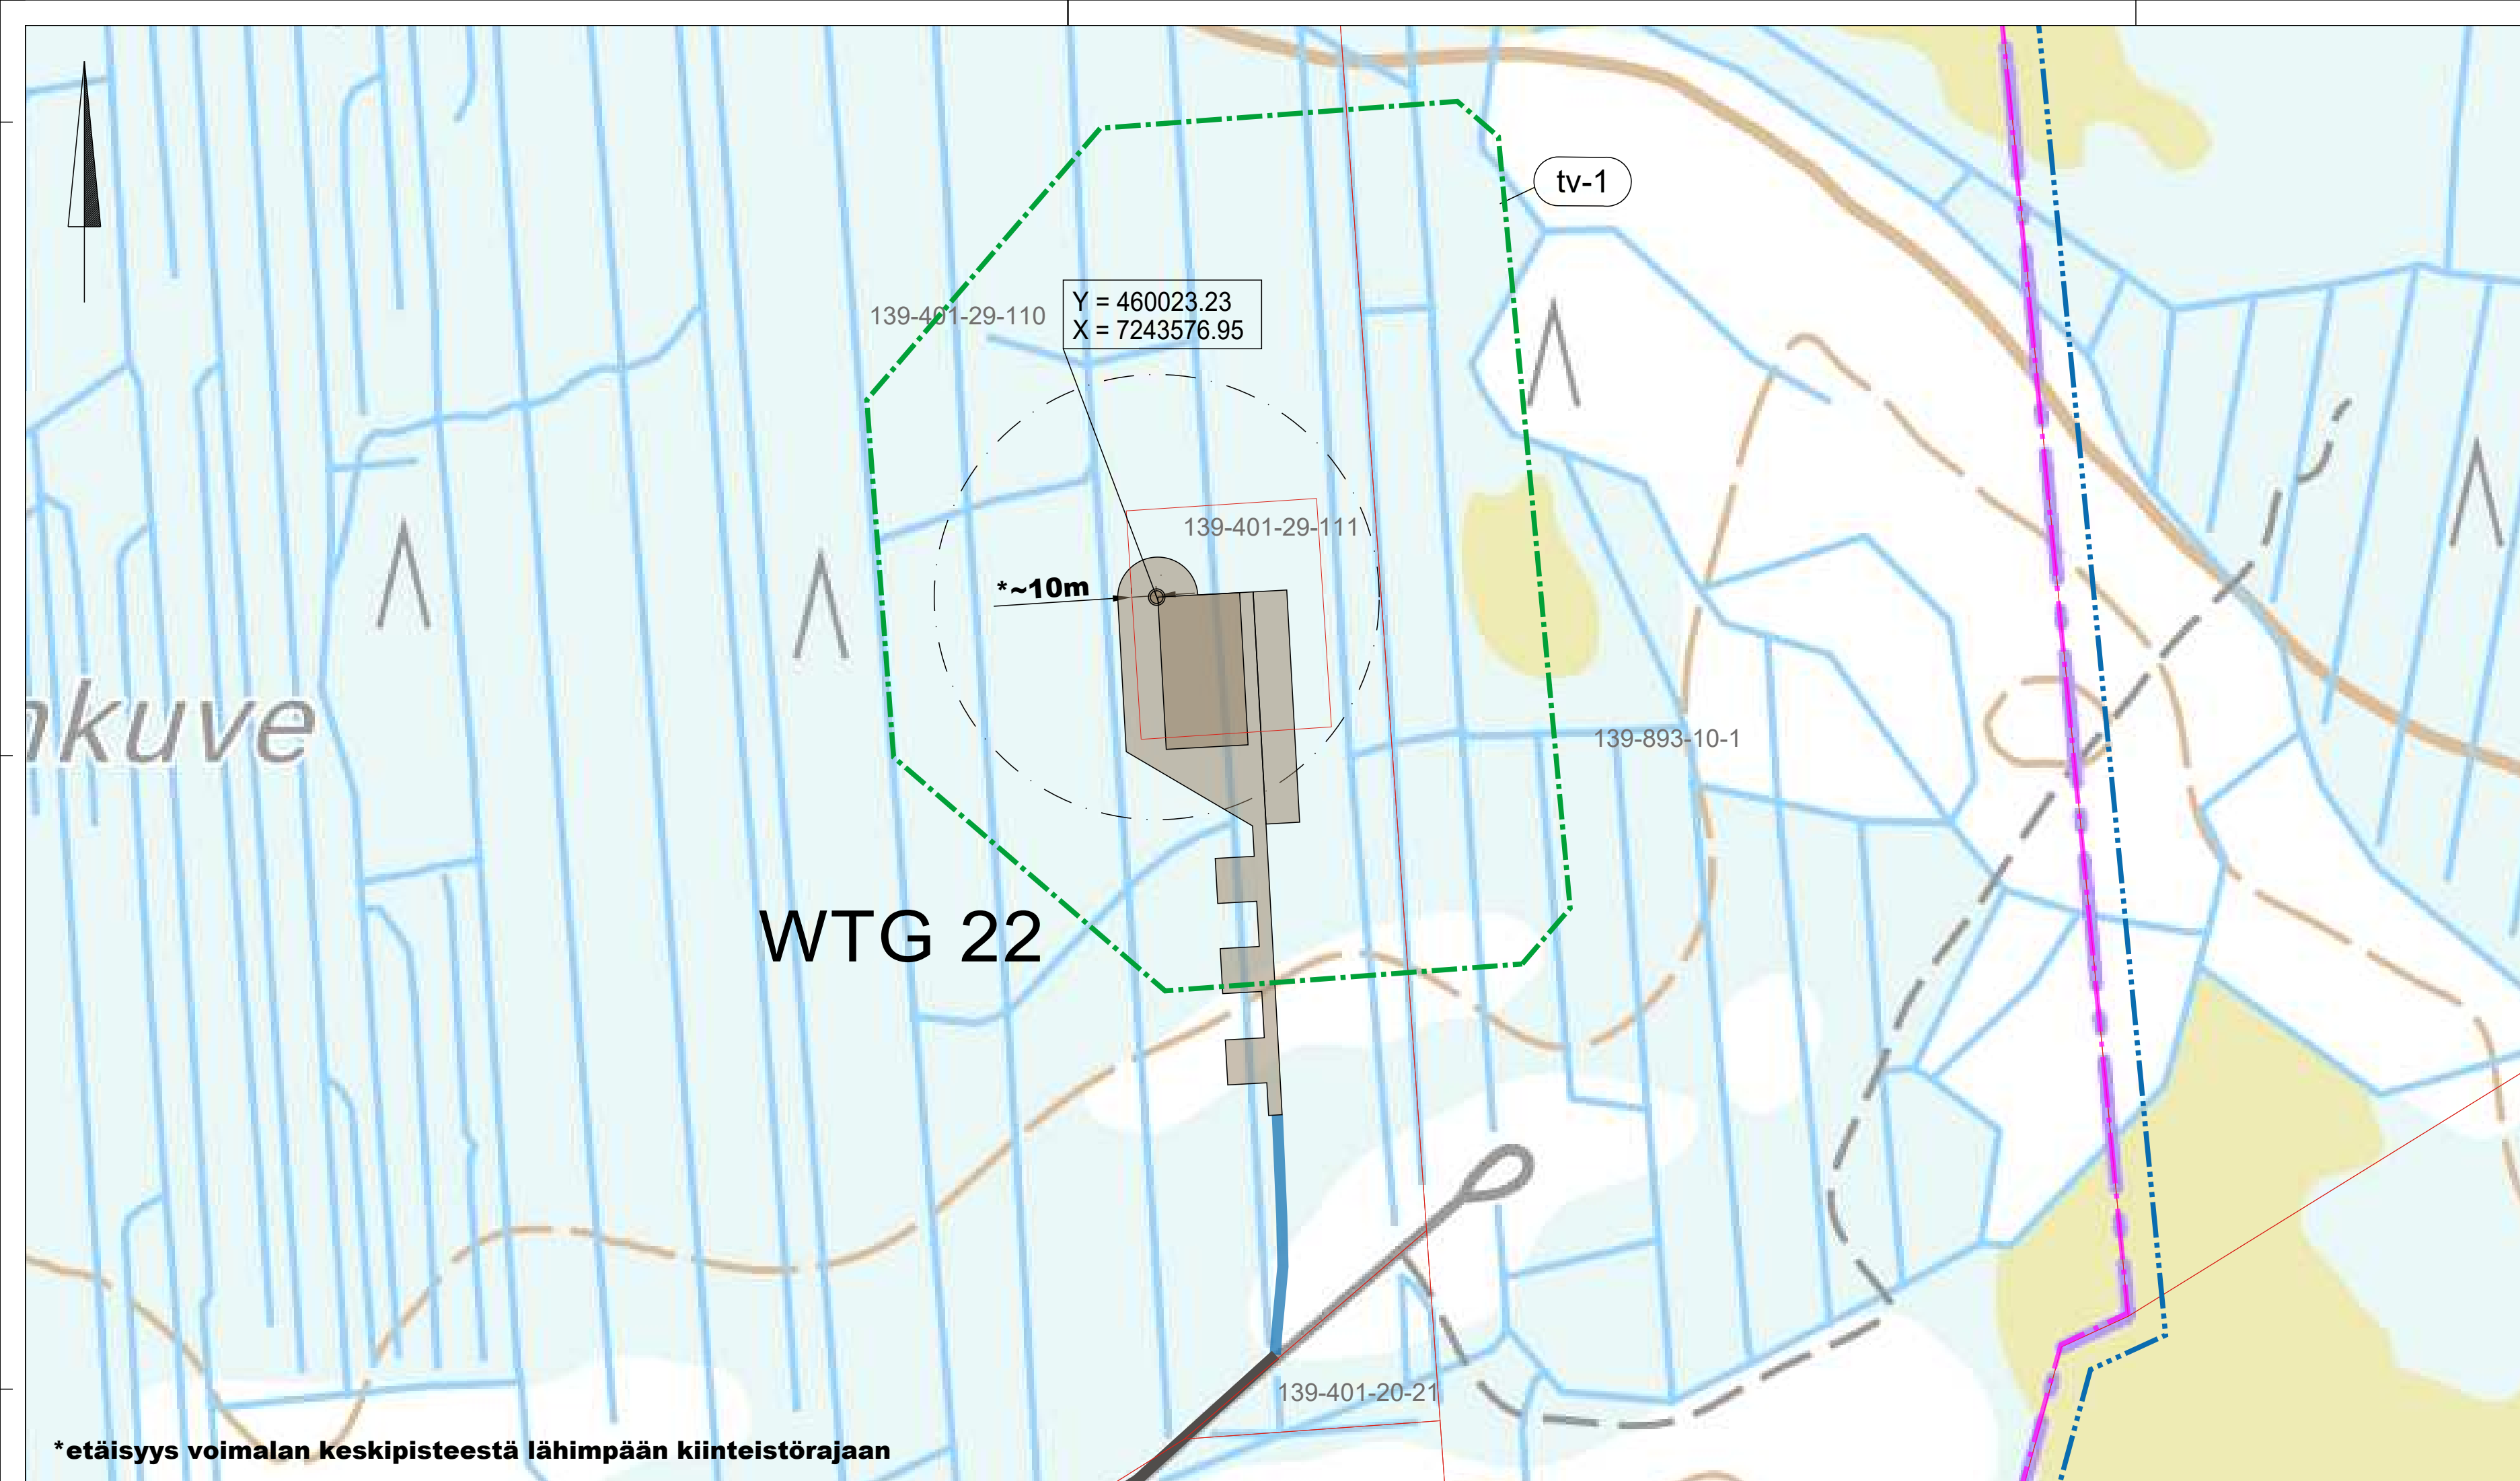 tv-1
139-401-29-110
Y = 460023.23
X = 7243576.95
139-401-29-111
*~10m
nkuve
139-893-10-1
WTG 22
139-401-20-21
*etäisyys voimalan keskipisteestä lähimpään kiinteistörajaan